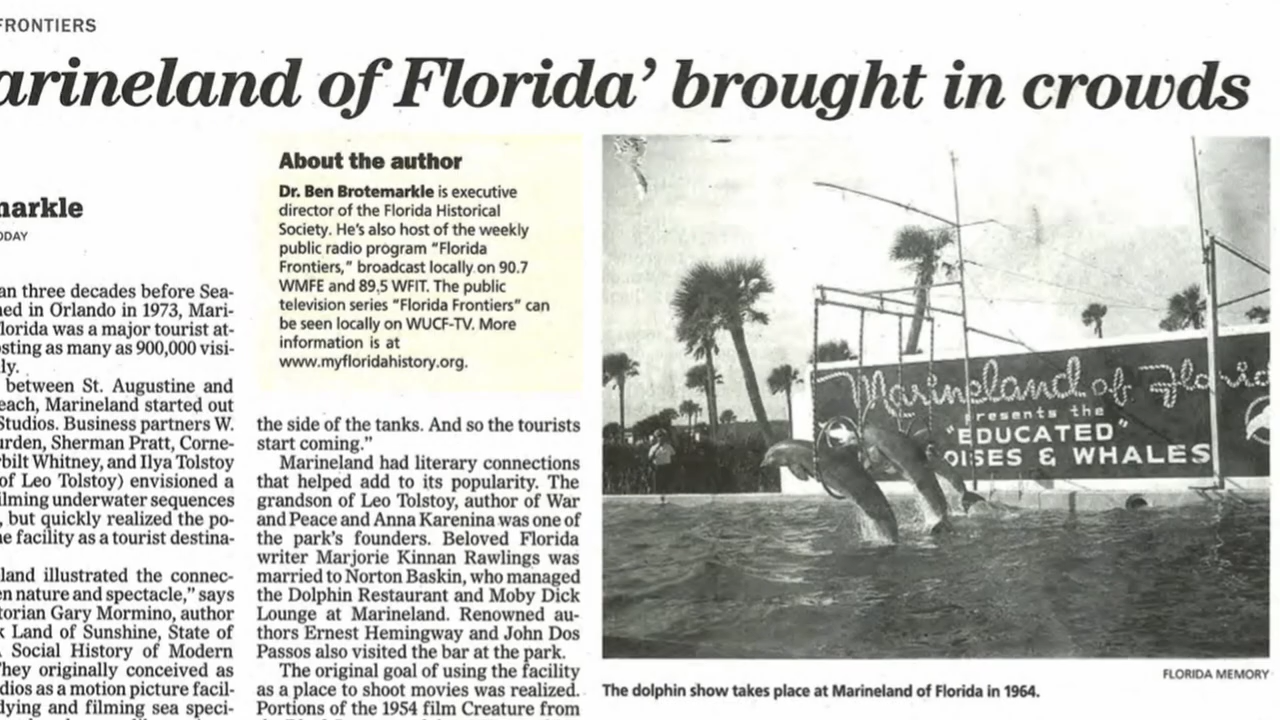 FRONTIERS
arineland of Florida' brought in crowds
narkle
ODAY
an three decades before Sea-
ned in Orlando in 1973, Mari-
lorida was a major tourist at-
osting as many as 900,000 visi-
ly.
between St. Augustine and
each, Marineland started out
Studios. Business partners W.
urden, Sherman Pratt, Corne-
rbilt Whitney, and Ilya Tolstoy
of Leo Tolstoy) envisioned a
ilming underwater sequences
, but quickly realized the po-
ne facility as a tourist destina-
land illustrated the connec-
en nature and spectacle," says
torian Gary Mormino, author
k Land of Sunshine, State of
Social History of Modern
They originally conceived as
dios as a motion picture facil-
dying and filming sea speci-
About the author
Dr. Ben Brotemarkle is executive
director of the Florida Historical
Society. He's also host of the weekly
public radio program "Florida
Frontiers," broadcast locally on 90.7
WMFE and 89.5 WFIT. The public
television series "Florida Frontiers" can
be seen locally on WUCF-TV. More
information is at
www.myfloridahistory.org.
the side of the tanks. And so the tourists
start coming."
Marineland had literary connections
that helped add to its popularity. The
grandson of Leo Tolstoy, author of War
and Peace and Anna Karenina was one of
the park's founders. Beloved Florida
writer Marjorie Kinnan Rawlings was
married to Norton Baskin, who managed
the Dolphin Restaurant and Moby Dick
Lounge at Marineland. Renowned au-
thors Ernest Hemingway and John Dos
Passos also visited the bar at the park.
The original goal of using the facility
as a place to shoot movies was realized.
Portions of the 1954 film Creature from
Marineland of Florid
presents the
"EDUCATED"
OISES & WHALES
FLORIDA MEMORY
The dolphin show takes place at Marineland of Florida in 1964.